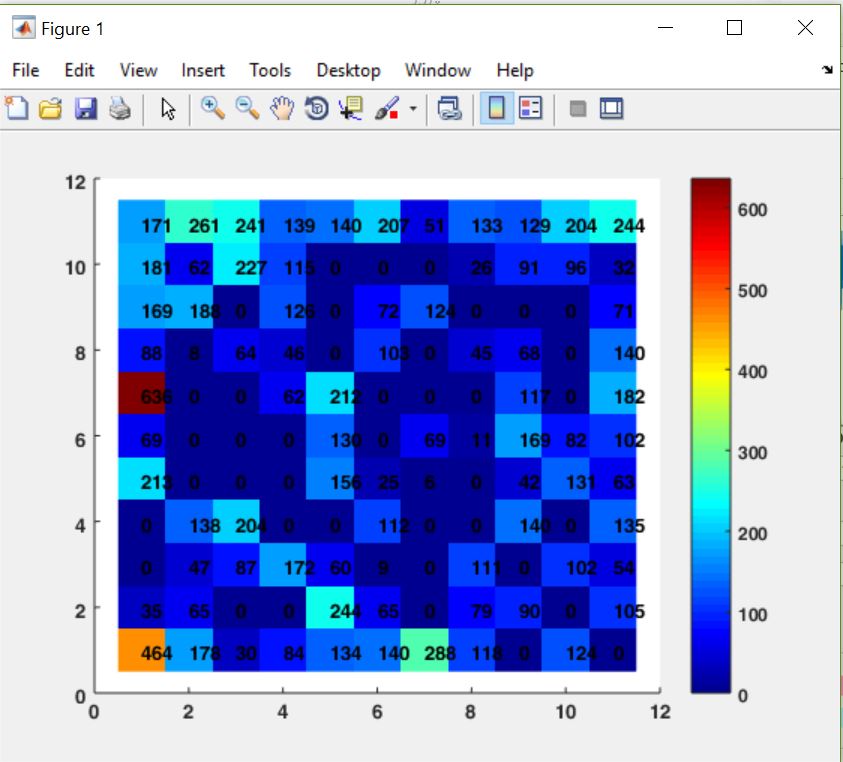 Figure 1
File Edit View Insert Tools Desktop Window Help
12
171 261 241 139 140 207 51 133 129 204 244
10 181 62 227 115 0 0 0 26 91 96 32
169 188 0 126 0 72 124 0 0 0 71
8 88 8 64 46 0 103 0 45 68 0 140
636 0 0 62 212 0 0 0 117 0 182
6 69 0 0 0 130 0 69 11 169 82 102
213 0 0 0 156 25 6 0 42 131 63
4 0 138 204 0 0 112 0 0 140 0 135
0 47 87 172 60 9 0 111 0 102 54
2 35 65 0 0 244 65 0 79 90 0 105
464 178 30 84 134 140 288 118 0 124 0
0
0 2 4 6 8 10 12
600
500
400
300
200
100
0